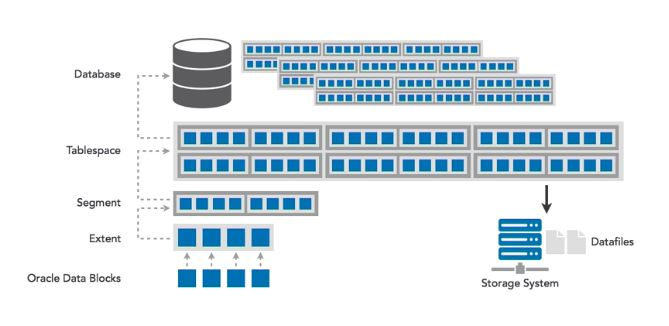 Database
Tablespace
Segment
Extent
Datafiles
Oracle Data Blocks
Storage System